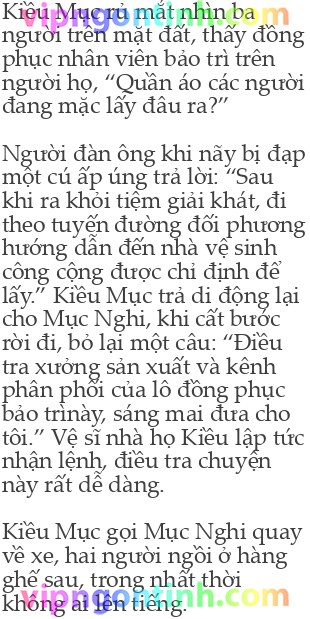 vipngontinh.com
Kiều Mục rủ mắt nhìn ba
người trên mặt đất, thấy đồng
phục nhân viên bảo trì trên
người họ, “Quần áo các người
đang mặc lấy đâu ra?”
Người đàn ông khi nãy bị đạp
một cú ấp úng trả lời: “Sau
khi ra khỏi tiệm giải khát, đi
theo tuyến đường đối phương
hướng dẫn đến nhà vệ sinh
công cộng được chỉ định để
lấy.” Kiều Mục trả di động lại
cho Mục Nghi, khi cất bước
rời đi, bỏ lại một câu: “Điều
tra xưởng sản xuất và kênh
phân phối của lô đồng phục
bảo trìnày, sáng mai đưa cho
tôi.” Vệ sĩ nhà họ Kiều lập tức
nhận lệnh, điều tra chuyện
này rất dễ dàng.
Kiều Mục gọi Mục Nghi quay
về xe, hai người ngồi ở hàng
ghế sau, trong nhất thời
không ai lên tiếng.
vipngontinh.com